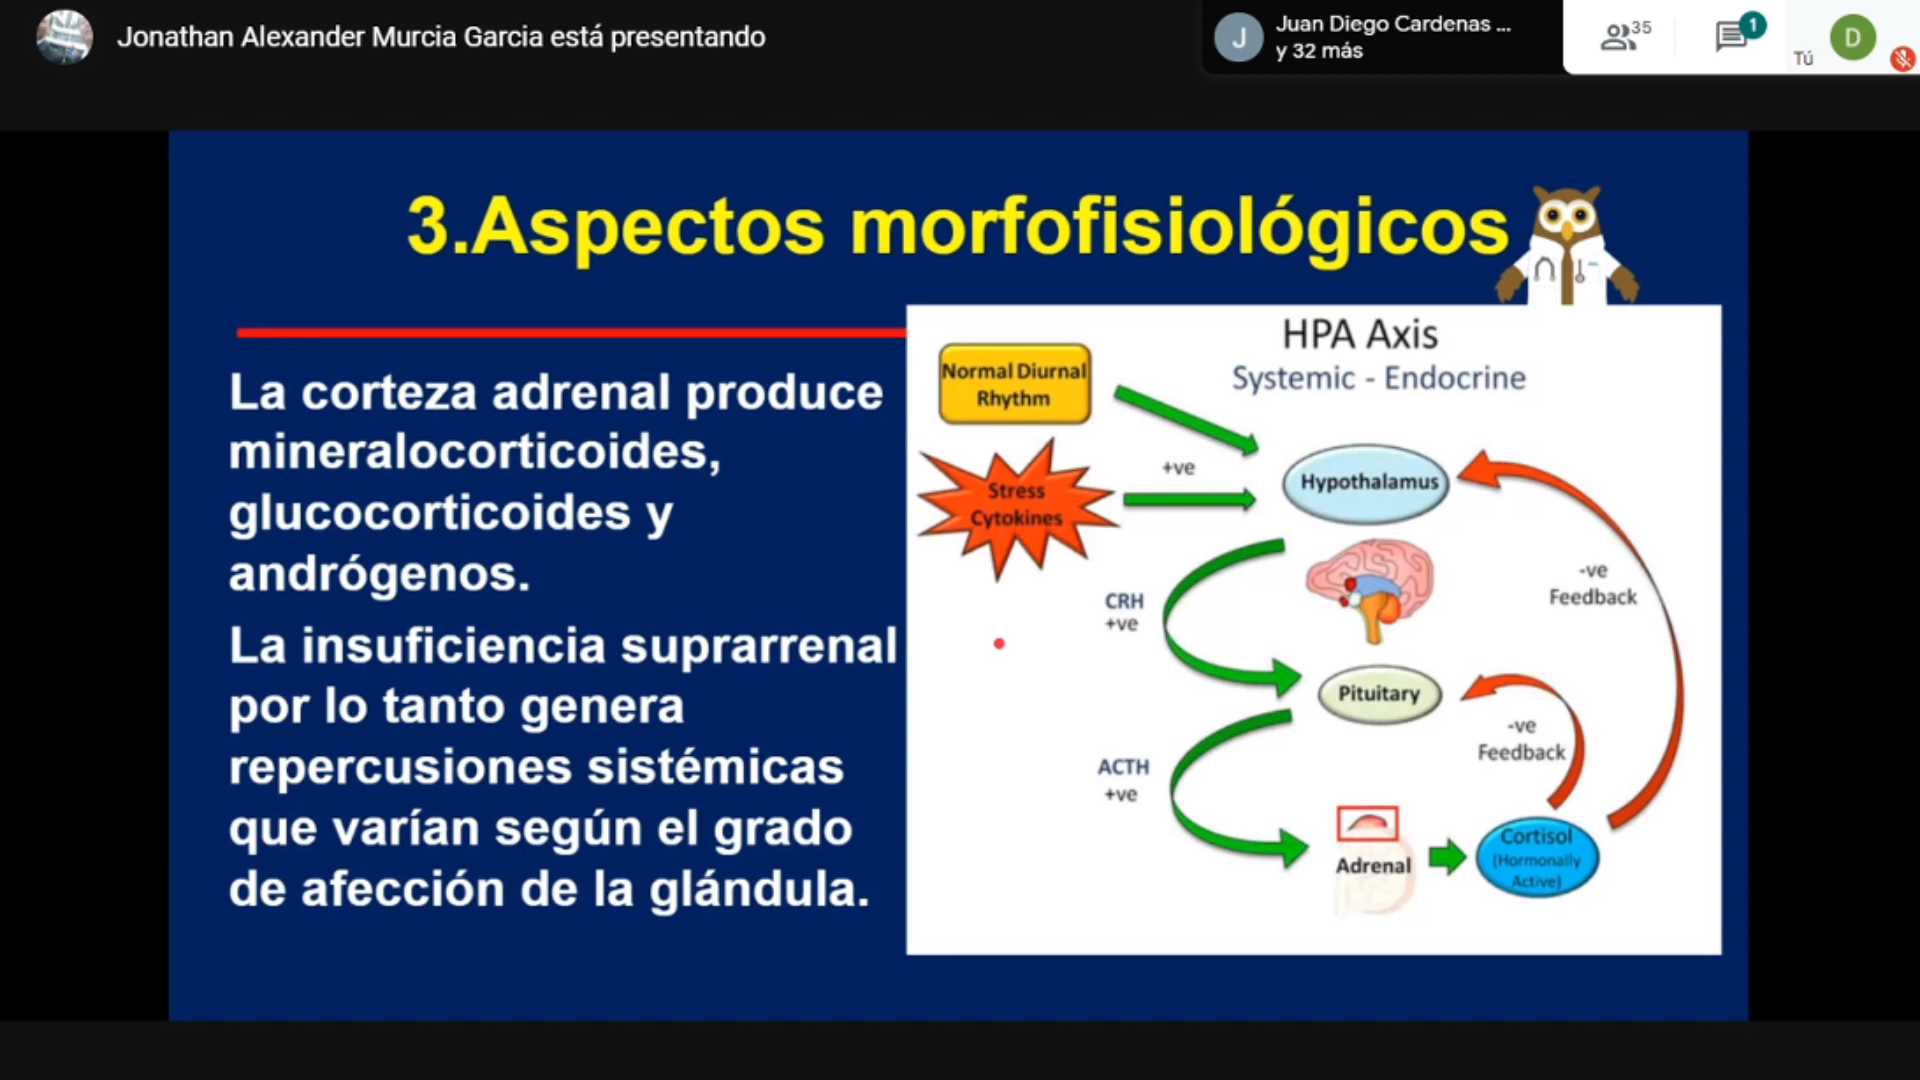 Jonathan Alexander Murcia Garcia está presentando
J
Juan Diego Cardenas ...
y 32 más
35
1
Tú
D
3.Aspectos morfofisiológicos
La corteza adrenal produce
mineralocorticoides,
glucocorticoides y
andrógenos.
La insuficiencia suprarrenal
por lo tanto genera
repercusiones sistémicas
que varían según el grado
de afección de la glándula.
HPA Axis
Systemic - Endocrine
Normal Diurnal
Rhythm
Stress
Cytokines
+ve
Hypothalamus
CRH
+ve
-ve
Feedback
Pituitary
-ve
Feedback
ACTH
+ve
Adrenal
Cortisol
(Hormonally
Active)